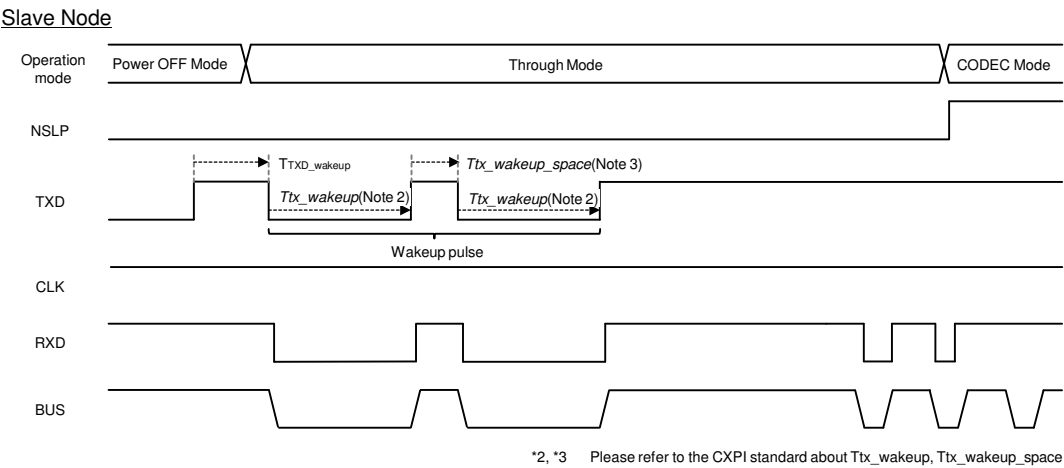 Slave Node
Operation
mode
Power OFF Mode
Through Mode
CODEC Mode
NSLP
TTXD_wakeup
Ttx_wakeup_space(Note 3)
TXD
Ttx_wakeup(Note 2)
Ttx_wakeup(Note 2)
Wakeup pulse
CLK
RXD
BUS
*2, *3 Please refer to the CXPI standard about Ttx_wakeup, Ttx_wakeup_space